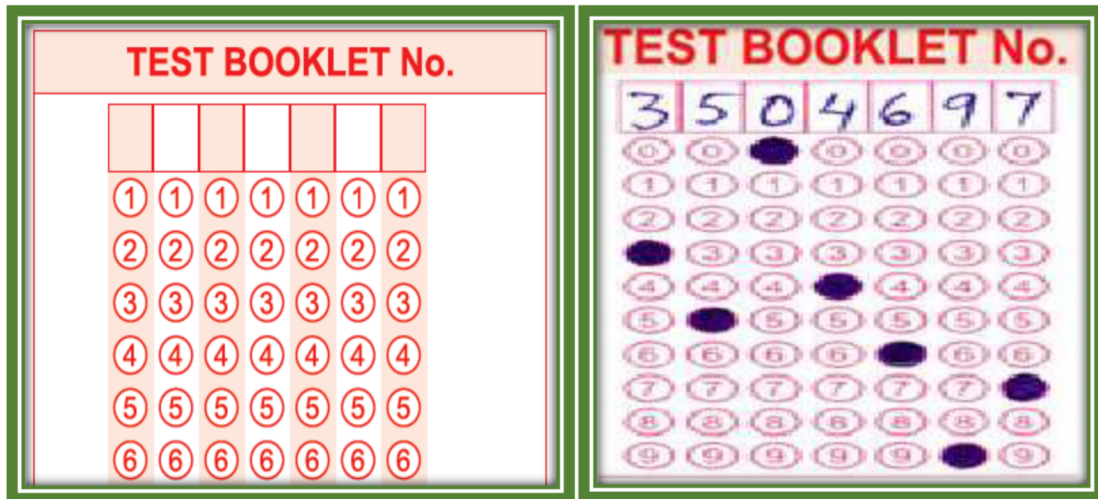 TEST BOOKLET No.
1 1 1 1 1 1 1
2 2 2 2 2 2 2
3 3 3 3 3 3 3
4 4 4 4 4 4 4
5 5 5 5 5 5 5
6 6 6 6 6 6 6
TEST BOOKLET No.
3 5 0 4 6 9 7
0 0 0 0 0 0
1 1 1 1 1 1 1
2 2 2 2 2 2 2
3 3 3 3 3 3
4 4 4 4 4 4
5 5 5 5 5 5
6 6 6 6 6 6
7 7 7 7 7 7
8 8 8 8 8 8 8
9 9 9 9 9 9